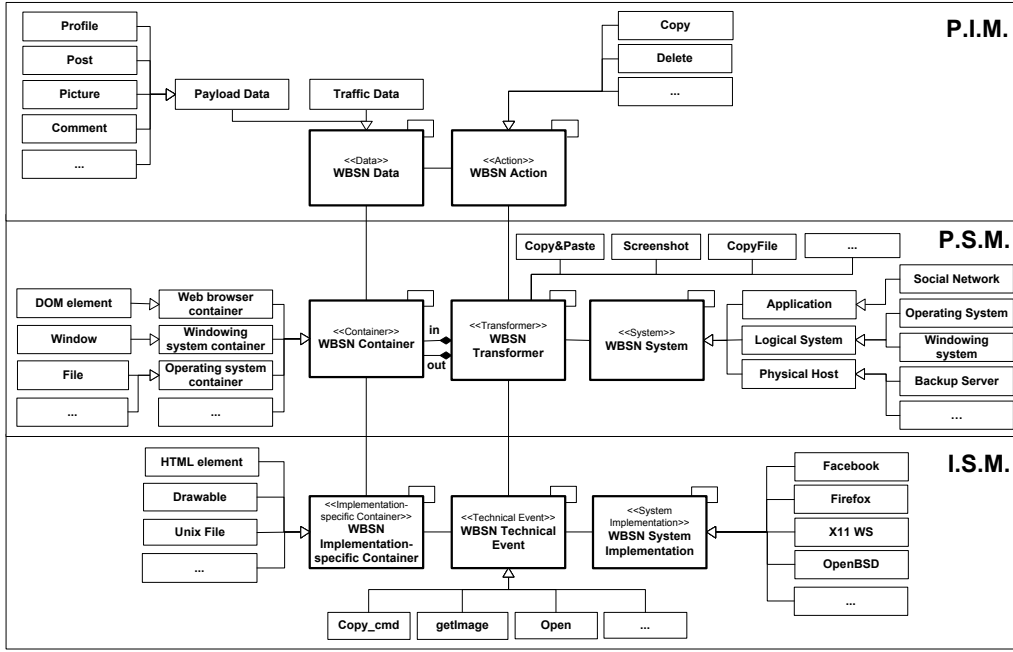 P.I.M.
Profile
Post
Picture
Comment
...
Payload Data
Traffic Data
Copy
Delete
...
<<Data>>
WBSN Data
<<Action>>
WBSN Action
P.S.M.
Copy&Paste
Screenshot
CopyFile
...
DOM element
Window
File
...
Web browser
container
Windowing
system container
Operating system
container
...
<<Container>>
WBSN Container
in
out
<<Transformer>>
WBSN
Transformer
<<System>>
WBSN System
Application
Logical System
Physical Host
Social Network
Operating System
Windowing
system
Backup Server
...
I.S.M.
HTML element
Drawable
Unix File
...
<<Implementation-
specific Container>>
WBSN
Implementation-
specific Container
<<Technical Event>>
WBSN Technical
Event
<<System
Implementation>>
WBSN System
Implementation
Facebook
Firefox
X11 WS
OpenBSD
...
Copy_cmd
getImage
Open
...